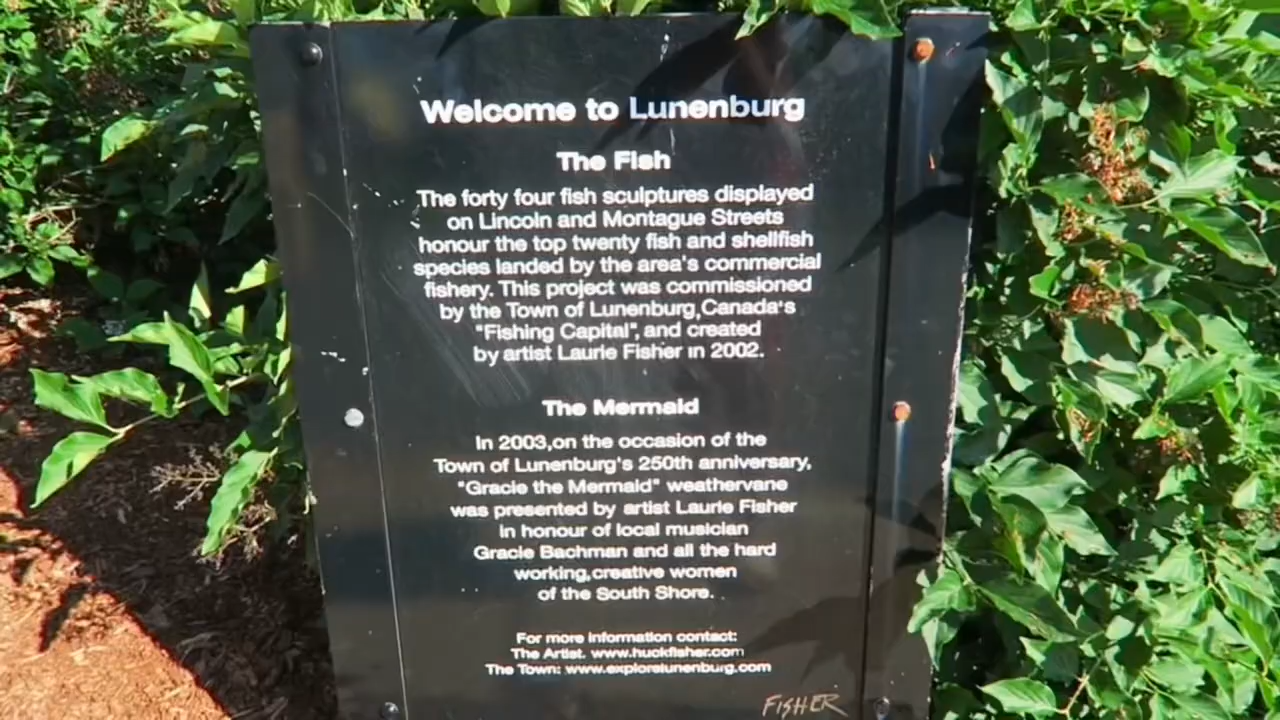 Welcome to Lunenburg
The Fish
The forty four fish sculptures displayed
on Lincoln and Montague Streets
honour the top twenty fish and shellfish
species landed by the area's commercial
fishery. This project was commissioned
by the Town of Lunenburg,Canada's
"Fishing Capital", and created
by artist Laurie Fisher in 2002.
The Mermaid
In 2003,on the occasion of the
Town of Lunenburg's 250th anniversary,
"Gracie the Mermaid" weathervane
was presented by artist Laurie Fisher
in honour of local musician
Gracie Bachman and all the hard
working,creative women
of the South Shore.
For more information contact:
The Artist. www.huckfisher.com
The Town: www.explorelunenburg.com
FISHER